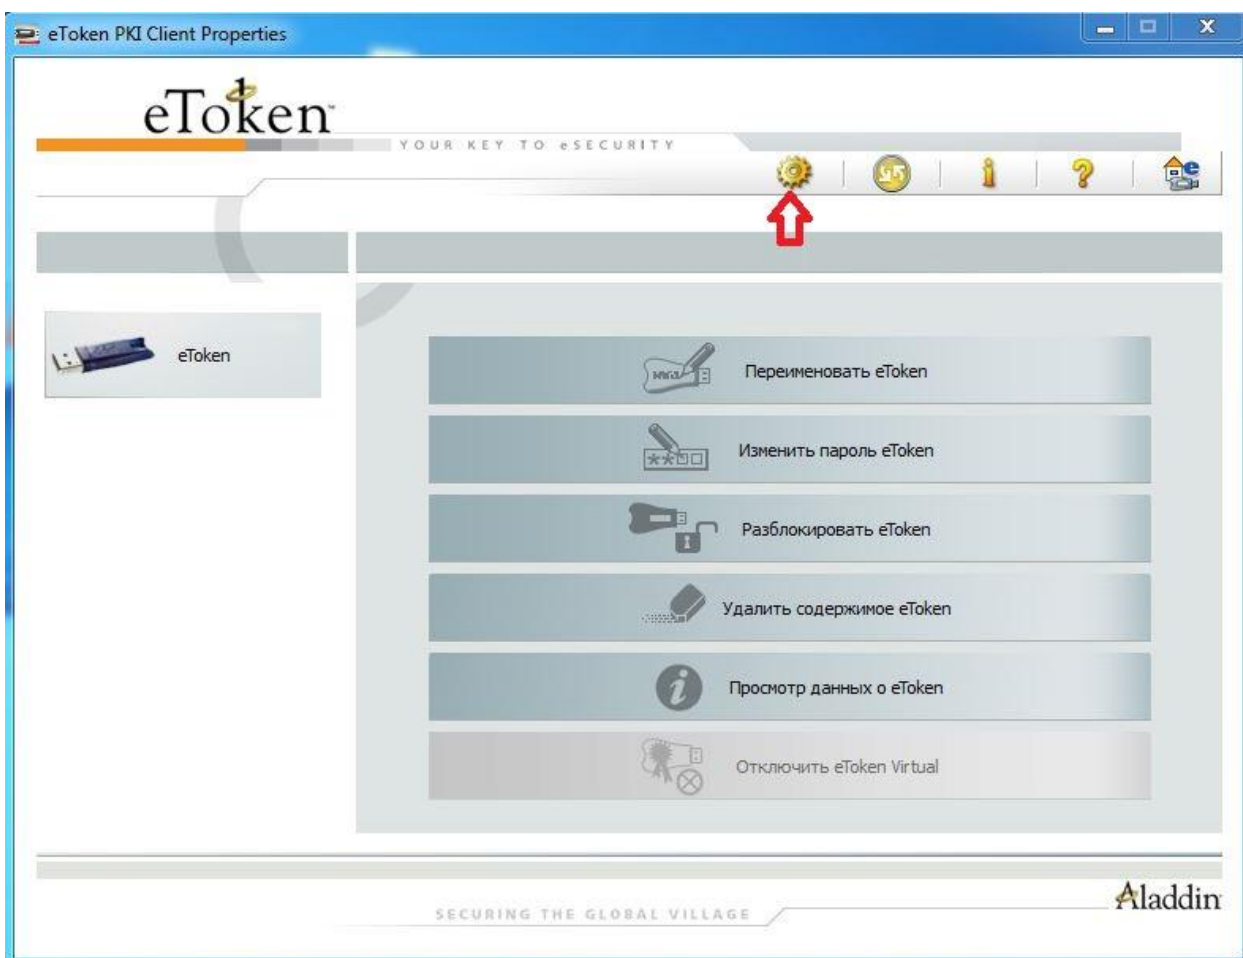 eToken PKI Client Properties
eToken
YOUR KEY TO eSECURITY
eToken
Переименовать eToken
Изменить пароль eToken
Разблокировать eToken
Удалить содержимое eToken
Просмотр данных о eToken
Отключить eToken Virtual
Aladdin
SECURING THE GLOBAL VILLAGE